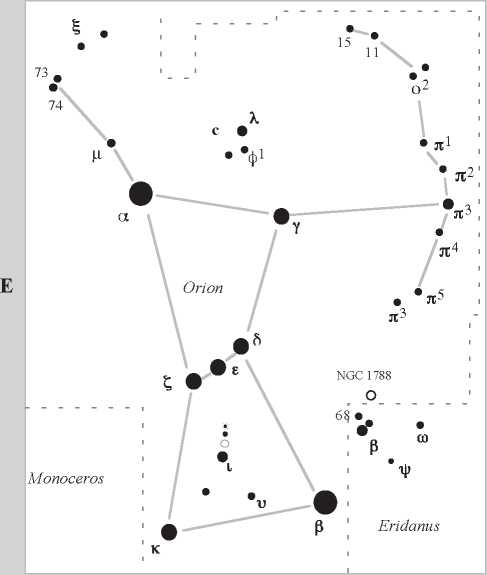 ξ
15
11
73
ο²
74
λ
c
μ
φ¹
π¹
π²
α
π³
γ
π⁴
E
Orion
π⁵
π³
δ
ε
NGC 1788
ζ
68
ω
β
ι
ψ
Monoceros
υ
β
Eridanus
κ